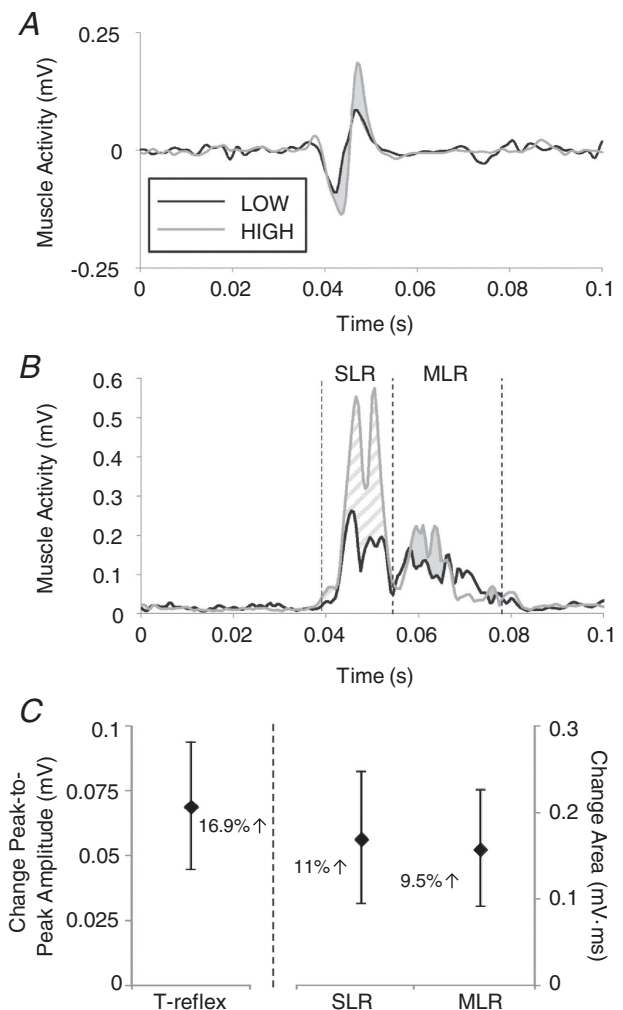 A
Muscle Activity (mV)
0.25
0
-0.25
LOW
HIGH
0
0.02
0.04
0.06
0.08
0.1
Time (s)
B
SLR
MLR
Muscle Activity (mV)
0.6
0.5
0.4
0.3
0.2
0.1
0
0
0.02
0.04
0.06
0.08
0.1
Time (s)
C
Change Peak-to-
Peak Amplitude (mV)
0.1
0.075
0.05
0.025
0
16.9%↑
11%↑
9.5%↑
0.3
0.2
0.1
0
Change Area (mV·ms)
T-reflex
SLR
MLR